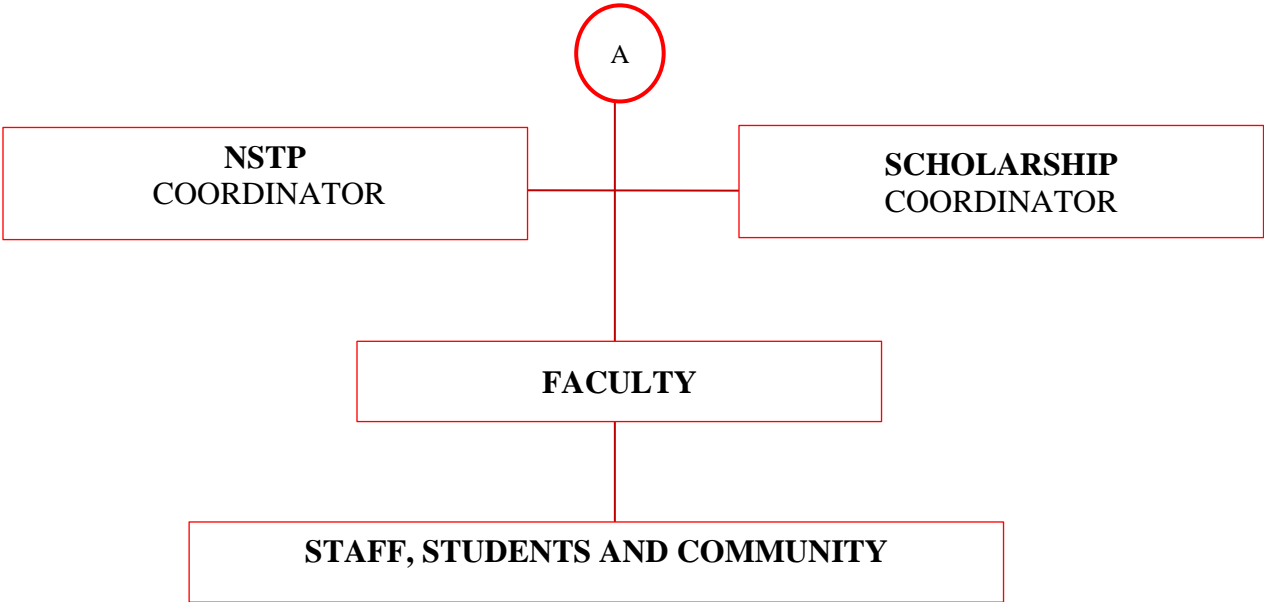 A
NSTP
COORDINATOR
SCHOLARSHIP
COORDINATOR
FACULTY
STAFF, STUDENTS AND COMMUNITY